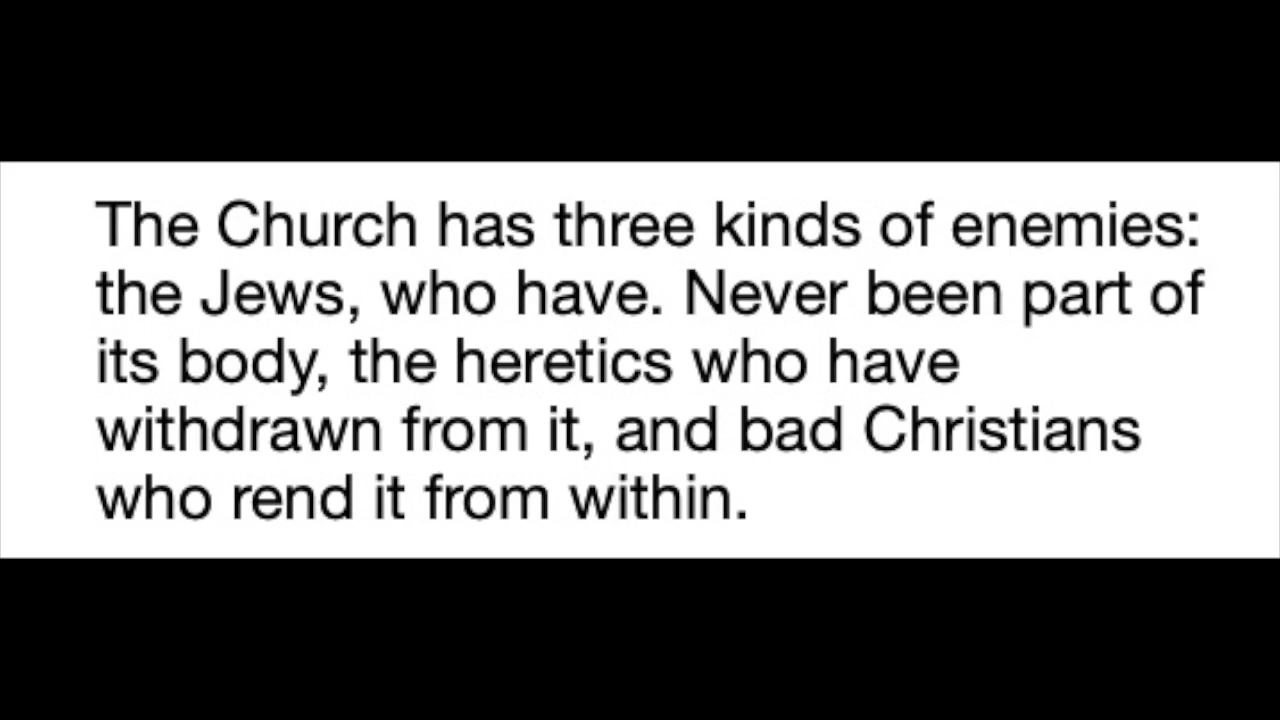 The Church has three kinds of enemies:
the Jews, who have. Never been part of
its body, the heretics who have
withdrawn from it, and bad Christians
who rend it from within.